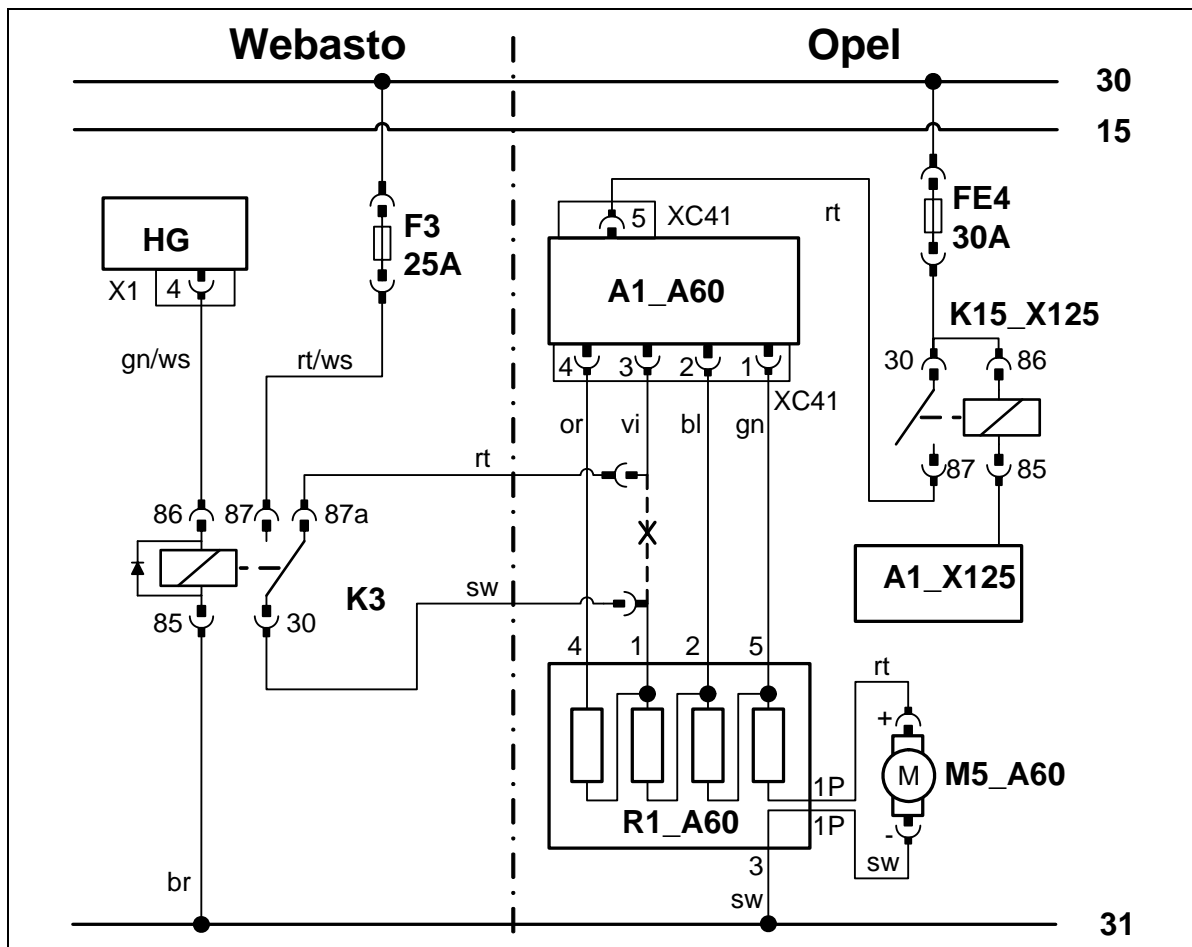 Webasto
Opel
30
15
HG
X1
4
F3
25A
5
XC41
rt
FE4
30A
A1_A60
K15_X125
gn/ws
rt/ws
4
3
2
1
XC41
30
86
or
vi
bl
gn
rt
87
85
86
87
87a
A1_X125
K3
sw
85
30
4
1
2
5
rt
+
M
M5_A60
1P
R1_A60
1P
-
3
sw
br
sw
31